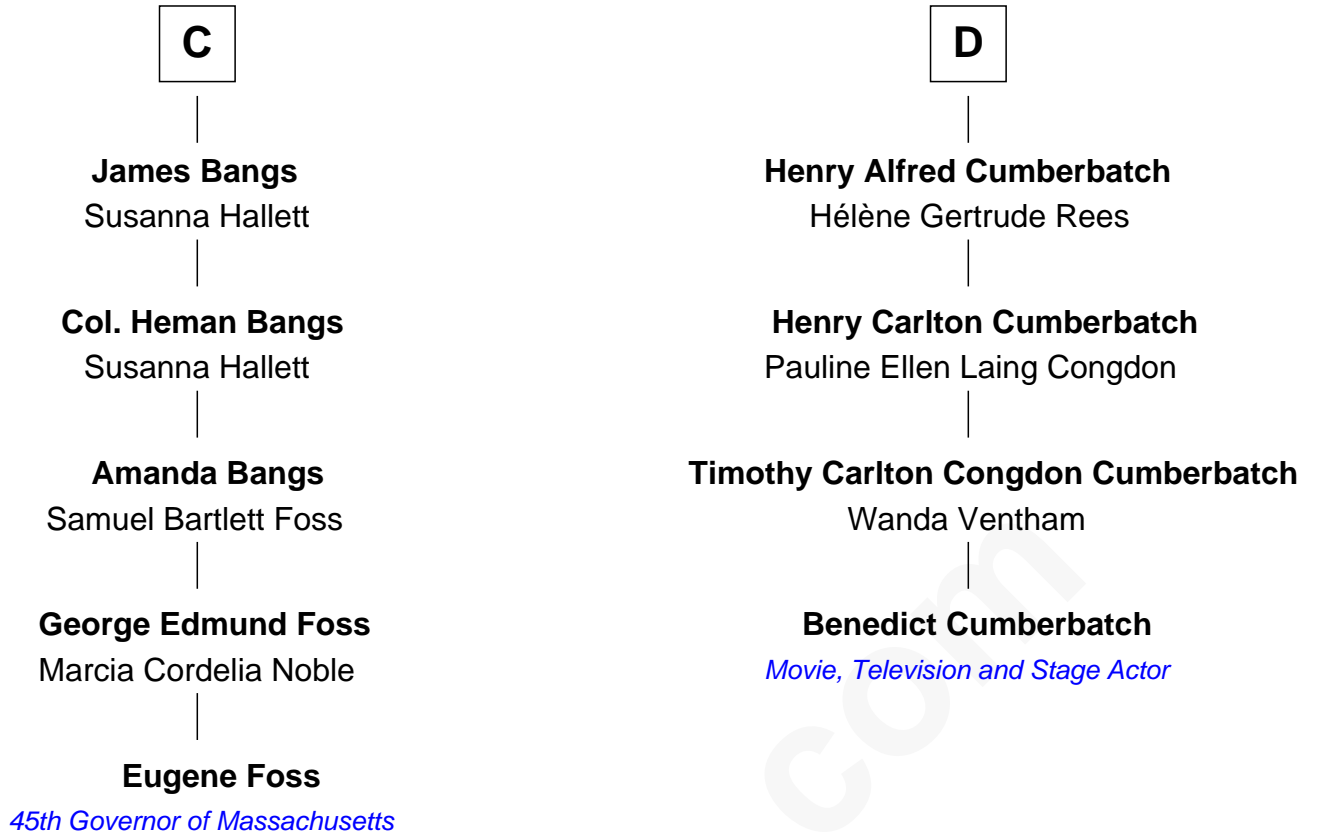 C
James Bangs
Susanna Hallett
Col. Heman Bangs
Susanna Hallett
Amanda Bangs
Samuel Bartlett Foss
George Edmund Foss
Marcia Cordelia Noble
Eugene Foss
45th Governor of Massachusetts
D
Henry Alfred Cumberbatch
Hélène Gertrude Rees
Henry Carlton Cumberbatch
Pauline Ellen Laing Congdon
Timothy Carlton Congdon Cumberbatch
Wanda Ventham
Benedict Cumberbatch
Movie, Television and Stage Actor
com